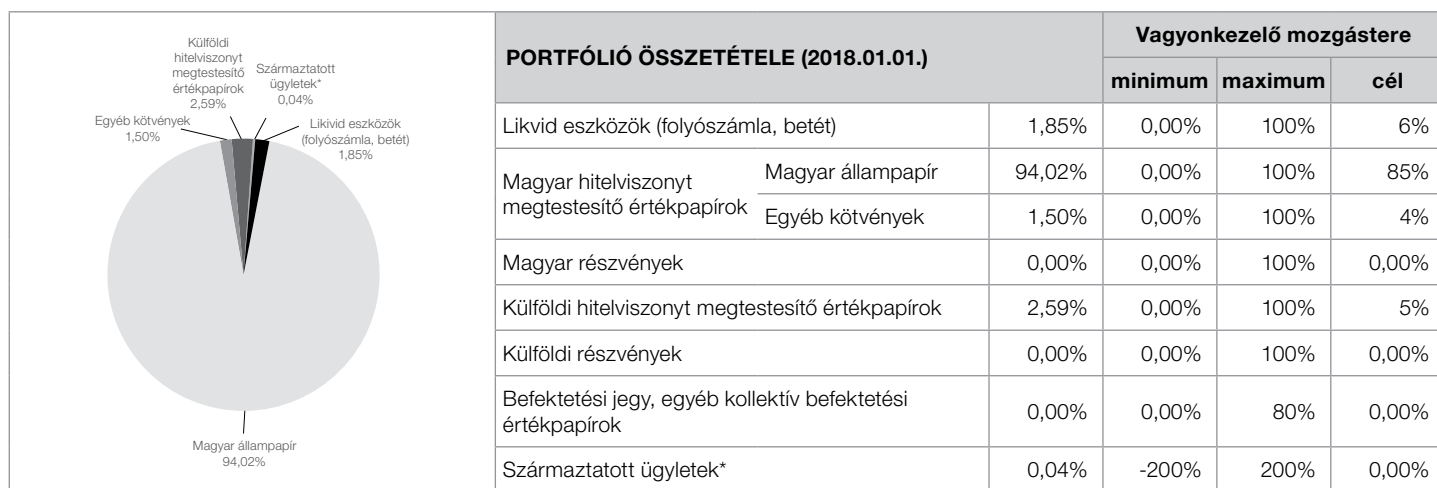 Külföldi
hitelviszonyt
megtestesítő
értékpapírok
2,59%
Származtatott
ügyletek*
0,04%
Egyéb kötvények
1,50%
Likivid eszközök
(folyószámla, betét)
1,85%
Magyar állampapír
94,02%
PORTFÓLIÓ ÖSSZETÉTELE (2018.01.01.) Vagyonkezelő mozgástere
minimum maximum cél
Likvid eszközök (folyószámla, betét) 1,85% 0,00% 100% 6%
Magyar hitelviszonyt
megtestesítő értékpapírok
Magyar állampapír 94,02% 0,00% 100% 85%
Egyéb kötvények 1,50% 0,00% 100% 4%
Magyar részvények 0,00% 0,00% 100% 0,00%
Külföldi hitelviszonyt megtestesítő értékpapírok 2,59% 0,00% 100% 5%
Külföldi részvények 0,00% 0,00% 100% 0,00%
Befektetési jegy, egyéb kollektív befektetési
értékpapírok 0,00% 0,00% 80% 0,00%
Származtatott ügyletek* 0,04% -200% 200% 0,00%